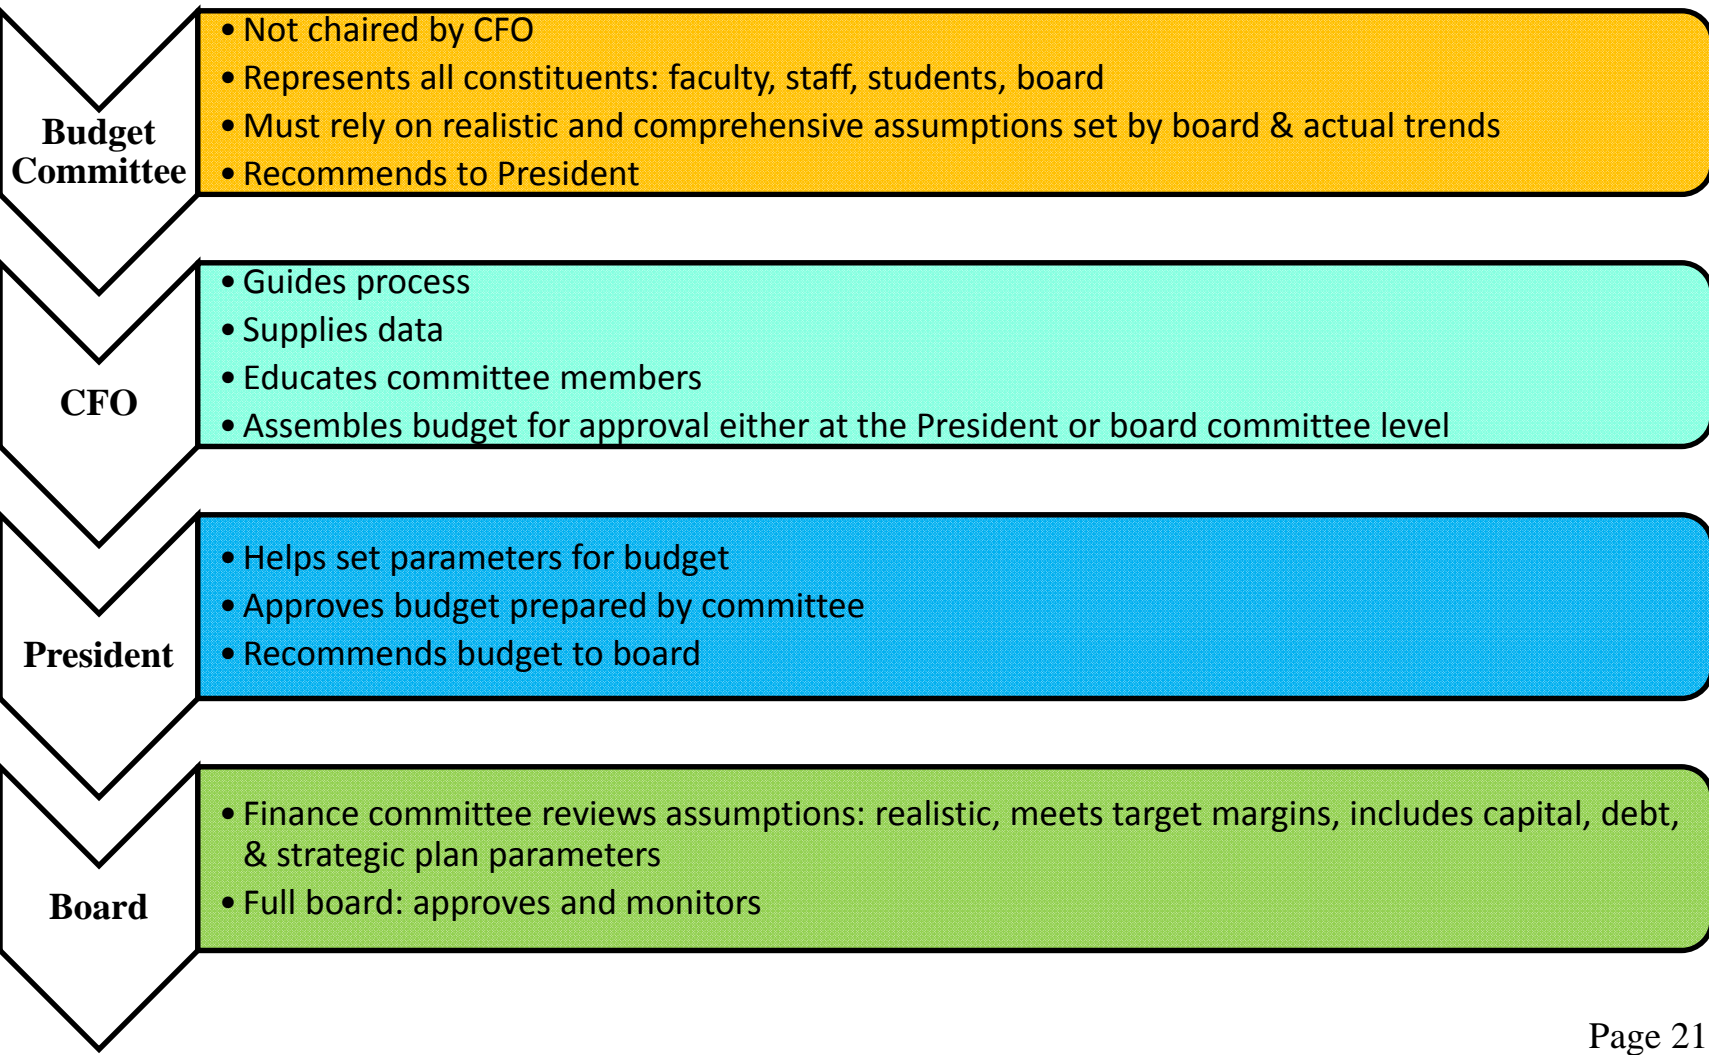 Budget
Committee
• Not chaired by CFO
• Represents all constituents: faculty, staff, students, board
• Must rely on realistic and comprehensive assumptions set by board & actual trends
• Recommends to President
CFO
• Guides process
• Supplies data
• Educates committee members
• Assembles budget for approval either at the President or board committee level
President
• Helps set parameters for budget
• Approves budget prepared by committee
• Recommends budget to board
Board
• Finance committee reviews assumptions: realistic, meets target margins, includes capital, debt,
& strategic plan parameters
• Full board: approves and monitors
Page 21